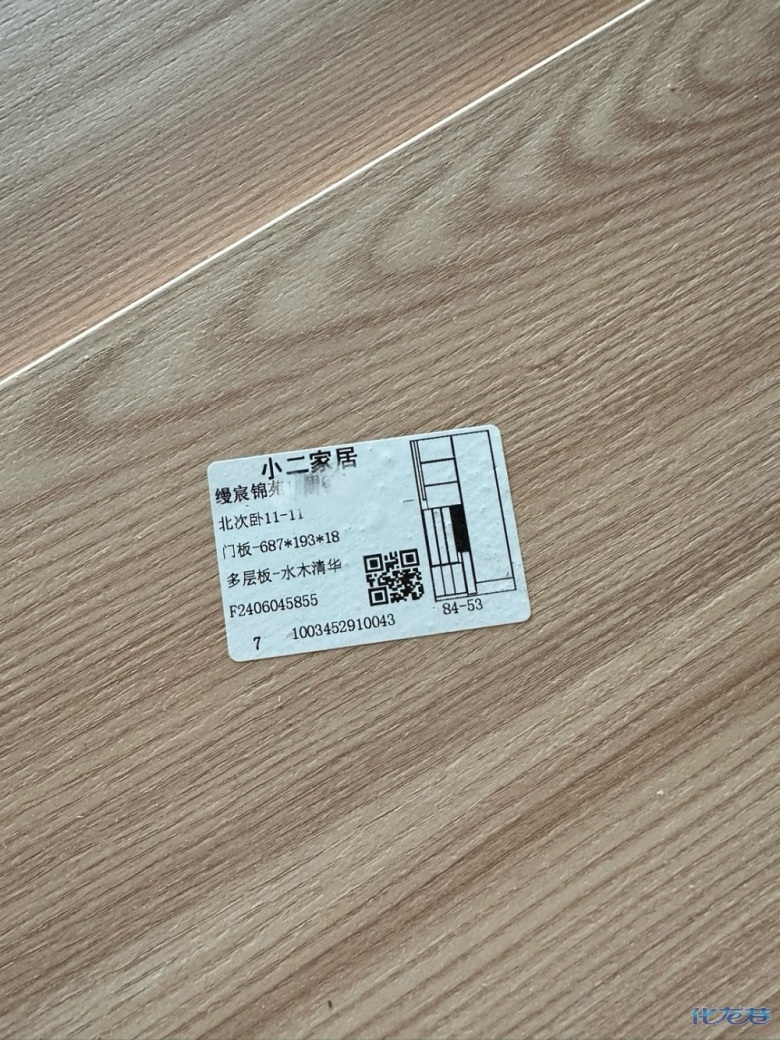 小二家居
缦宸锦苑
北次卧11-11
门板-687*193*18
多层板-水木清华
F2406045855
84-53
7 1003452910043
化龙巷